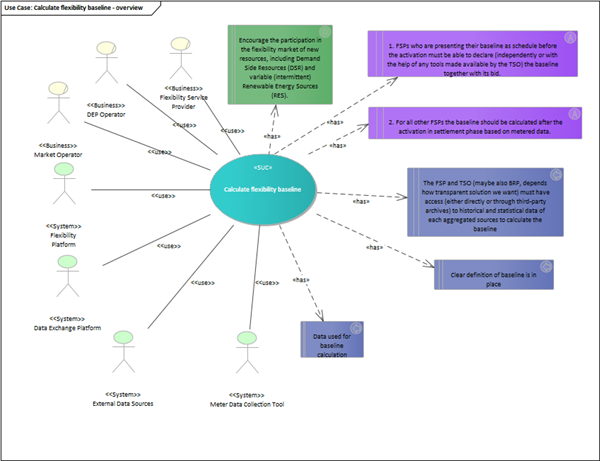 Use Case: Calculate flexibility baseline - overview
Encourage the participation in
the flexibility market of new
resources, including Demand
Side Resources (DSR) and
variable (intermittent)
Renewable Energy Sources
(RES).
1. FSPs who are presenting their baseline as schedule before
the activation must be able to declare (independently or with
the help of any tools made available by the TSO) the baseline
together with its bid.
2. For all other FSPs the baseline should be calculated after the
activation in settlement phase based on metered data.
<<Business>>
Flexibility Service
Provider
<<Business>>
DEP Operator
<<Business>>
Market Operator
<<System>>
Flexibility
Platform
<<System>>
Data Exchange Platform
<<System>>
External Data Sources
<<System>>
Meter Data Collection Tool
<<use>>
<<use>>
<<use>>
<<use>>
<<use>>
<<use>>
<<use>>
«SUC»
Calculate flexibility baseline
«has»
«has»
«has»
«has»
«has»
«has»
The FSP and TSO (maybe also BRP, depends
how transparent solution we want) must have
access (either directly or through third-party
archives) to historical and statistical data of
each aggregated sources to calculate the
baseline
Clear definition of baseline is in
place
Data used for
baseline
calculation